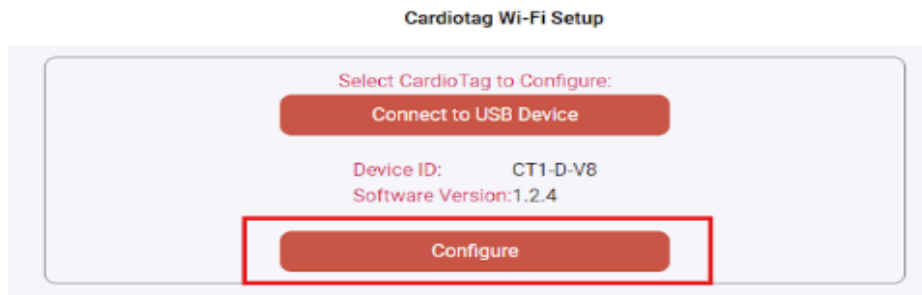 Cardiotag Wi-Fi Setup
Select CardioTag to Configure:
Connect to USB Device
Device ID: CT1-D-V8
Software Version:1.2.4
Configure